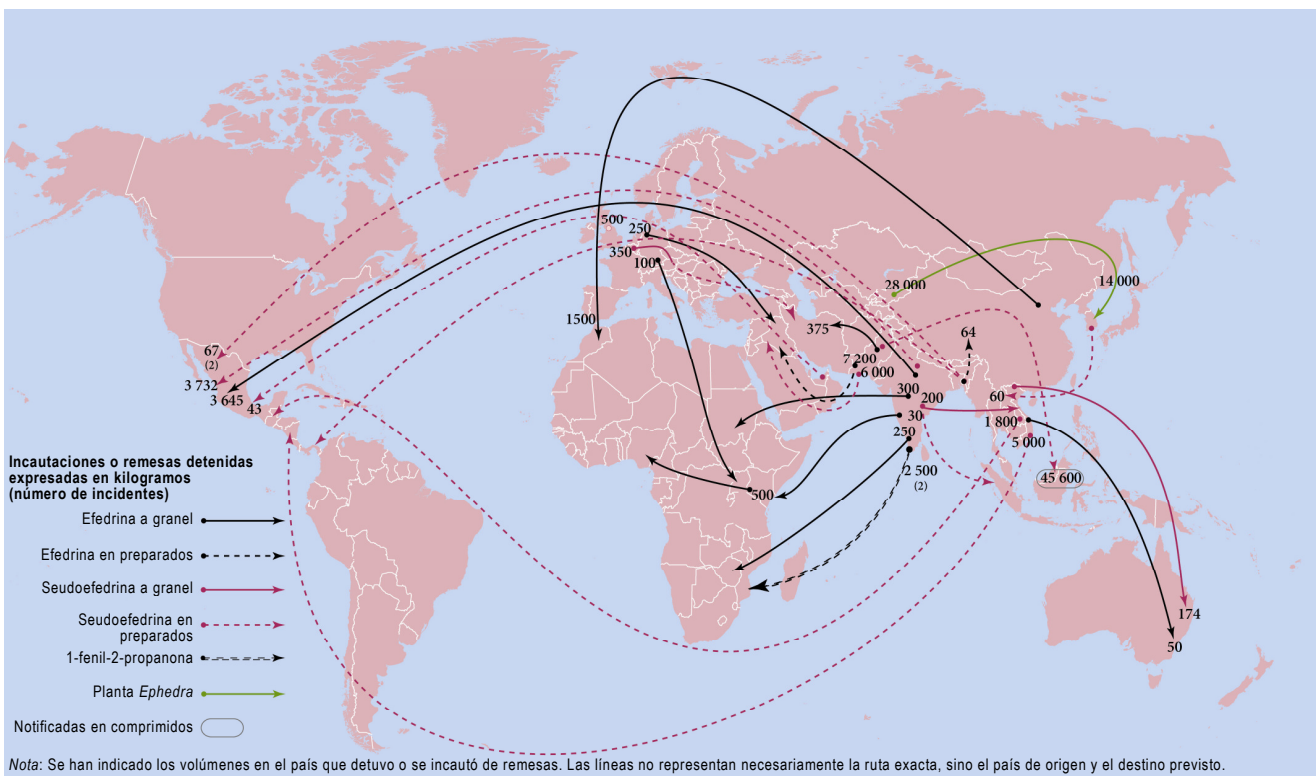 500
250
350
100
1500
28 000
14 000
375
64
7 200
6 000
67
(2)
3 732
3 645
43
300
200
30
60
1 800
5 000
250
2 500
(2)
45 600
500
174
50
Incautaciones o remesas detenidas
expresadas en kilogramos
(número de incidentes)
Efedrina a granel
Efedrina en preparados
Seudoefedrina a granel
Seudoefedrina en
preparados
1-fenil-2-propanona
Planta Ephedra
Notificadas en comprimidos
Nota: Se han indicado los volúmenes en el país que detuvo o se incautó de remesas. Las líneas no representan necesariamente la ruta exacta, sino el país de origen y el destino previsto.